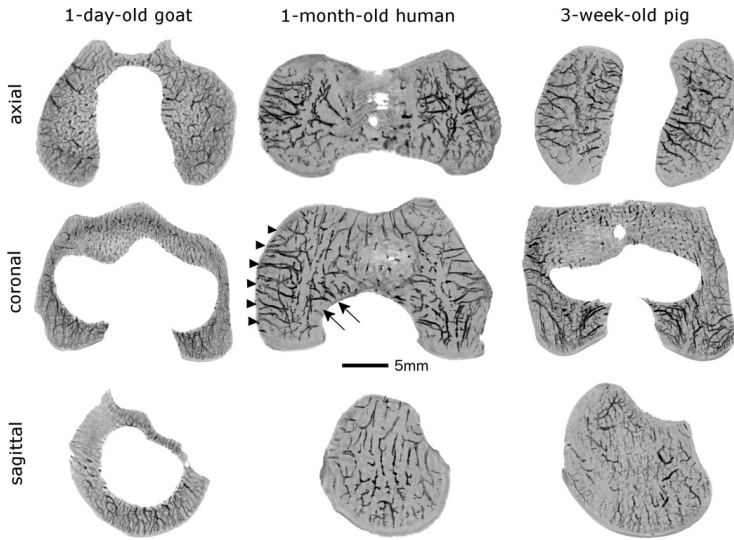 1-day-old goat
1-month-old human
3-week-old pig
axial
coronal
5mm
sagittal